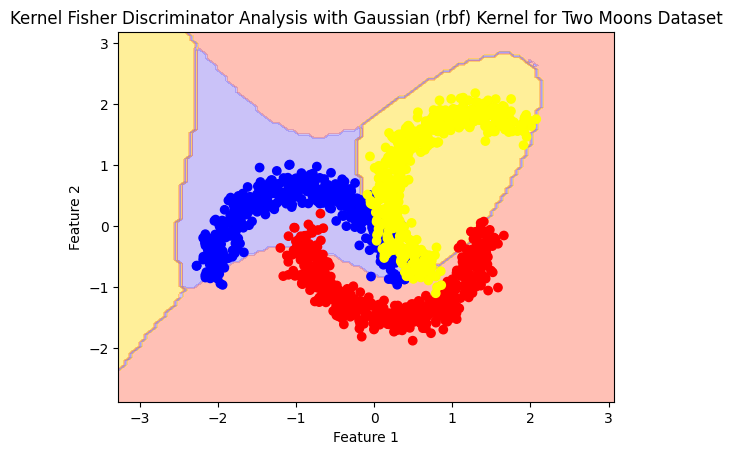 Kernel Fisher Discriminator Analysis with Gaussian (rbf) Kernel for Two Moons Dataset
3
2
1
0
−1
−2
Feature 2
−3 −2 −1 0 1 2 3
Feature 1